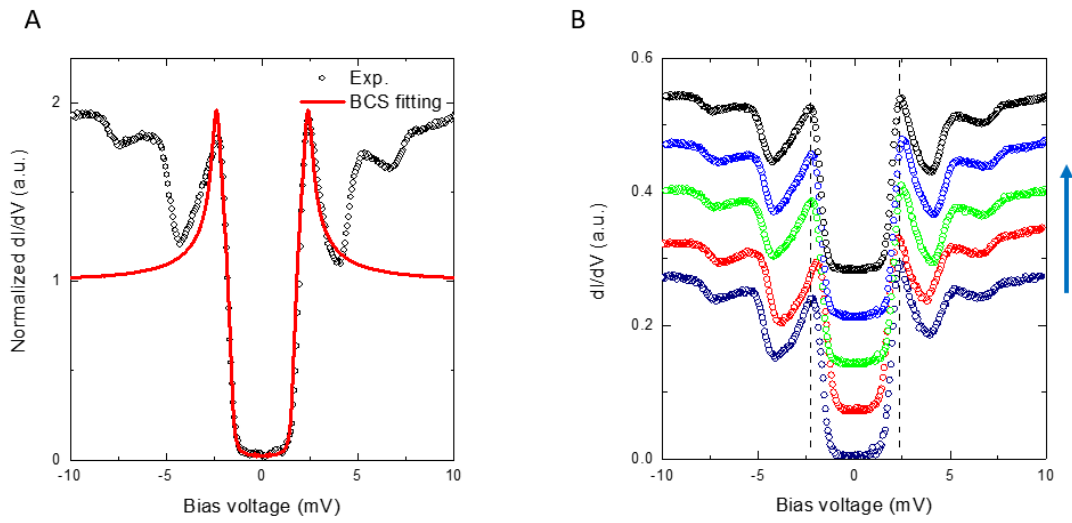 A
B
Normalized dI/dV (a.u.)
2
1
0
-10
-5
0
5
10
Bias voltage (mV)
Exp.
BCS fitting
dI/dV (a.u.)
0.6
0.4
0.2
0.0
-10
-5
0
5
10
Bias voltage (mV)